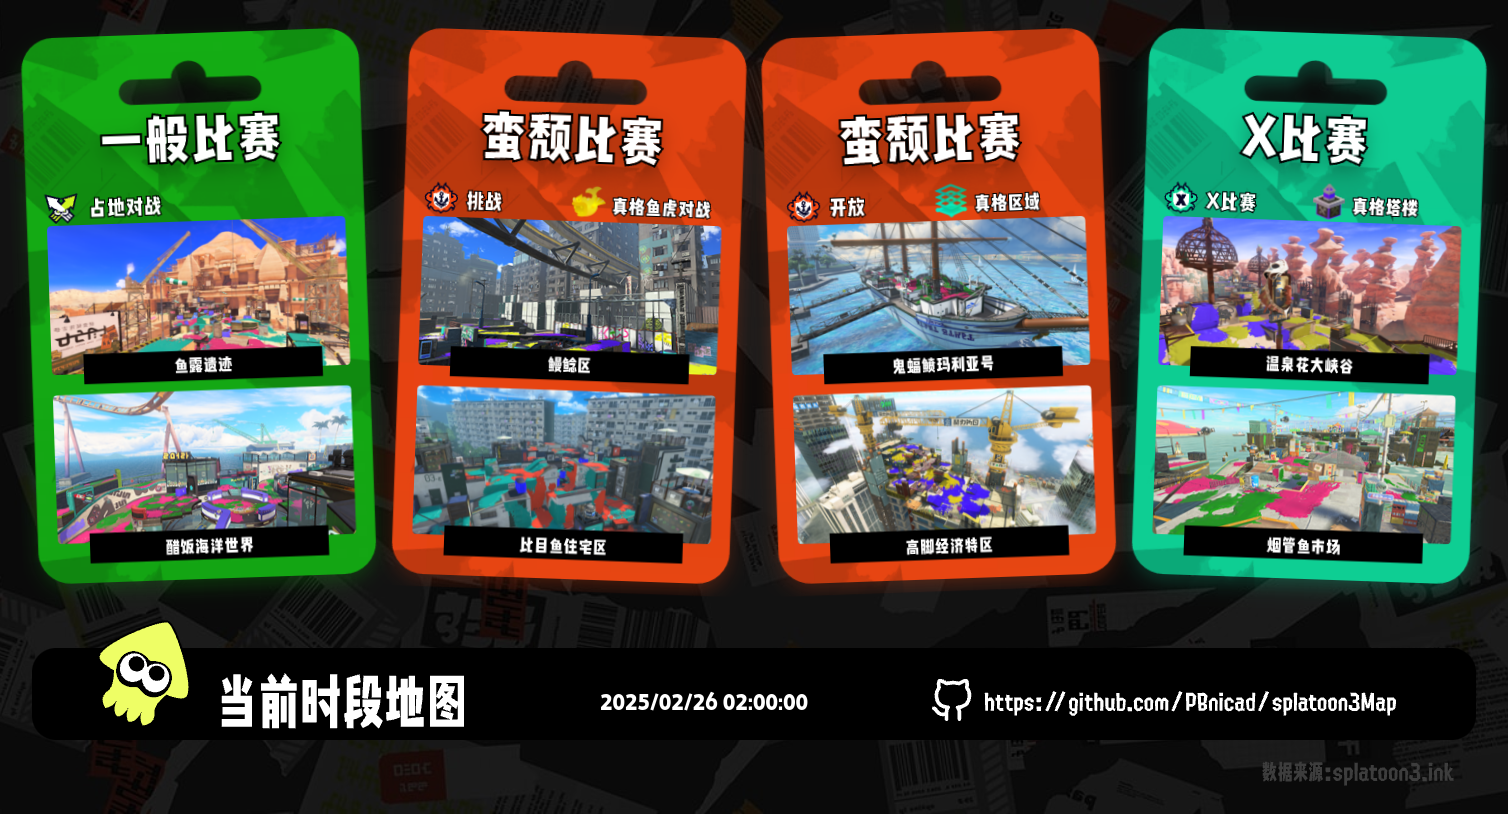 一般比赛
占地对战
鱼露遗迹
醋饭海洋世界
蛮颓比赛
挑战
真格鱼虎对战
鳗鲶区
比目鱼住宅区
蛮颓比赛
开放
真格区域
鬼蝠鲼玛利亚号
高脚经济特区
X比赛
X比赛
真格塔楼
温泉花大峡谷
烟管鱼市场
当前时段地图
2025/02/26 02:00:00
https://github.com/PBnicad/splatoon3Map
数据来源:splatoon3.ink